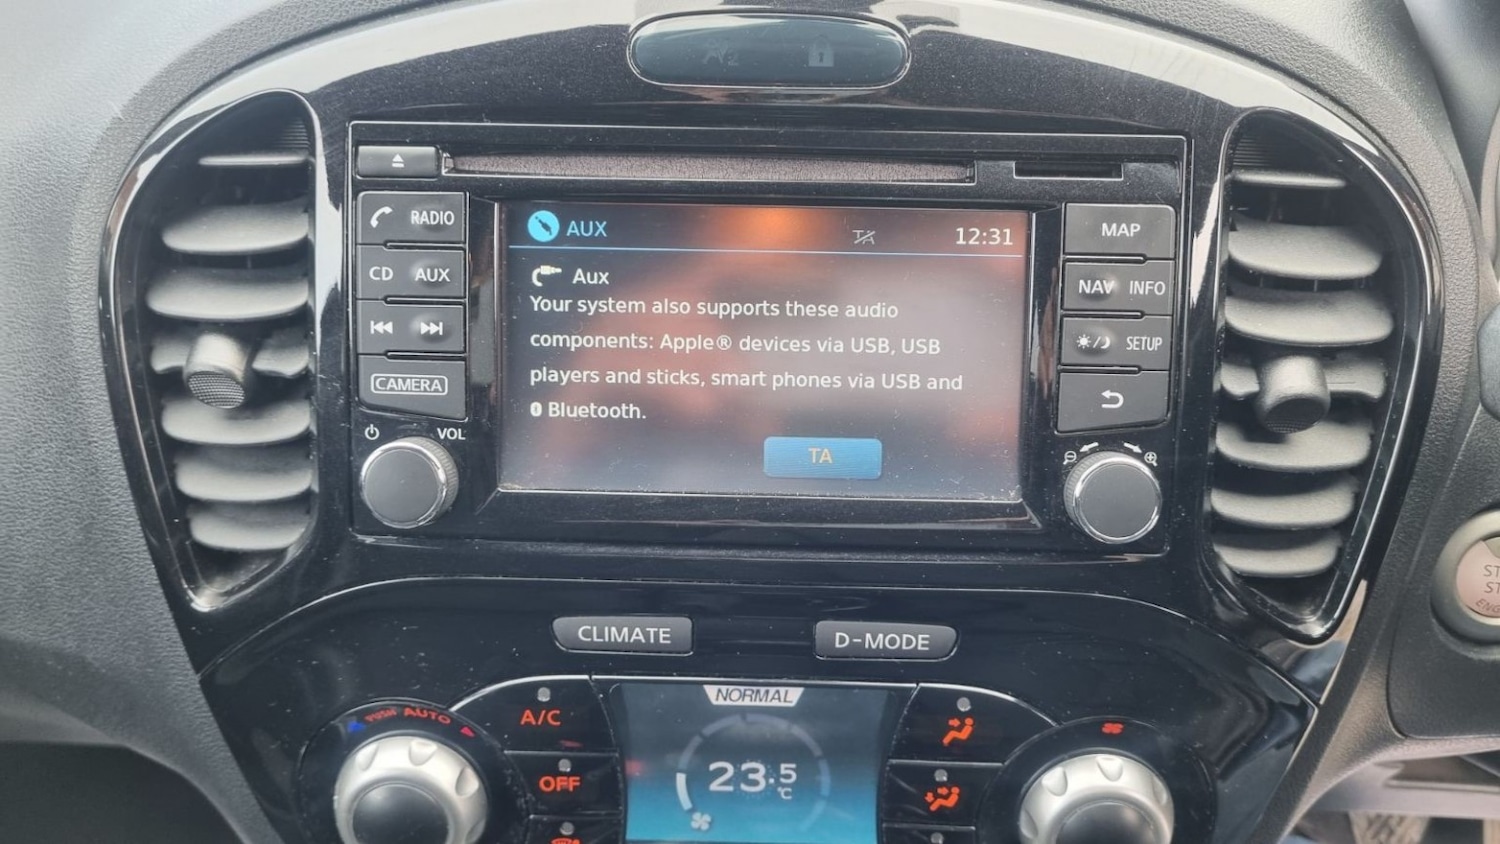 RADIO
CD AUX
CAMERA
VOL
AUX
TA
12:31
Aux
Your system also supports these audio
components: Apple® devices via USB, USB
players and sticks, smart phones via USB and
Bluetooth.
TA
MAP
NAV INFO
SETUP
CLIMATE
D-MODE
PUSH AUTO
A/C
OFF
NORMAL
23.5
°C